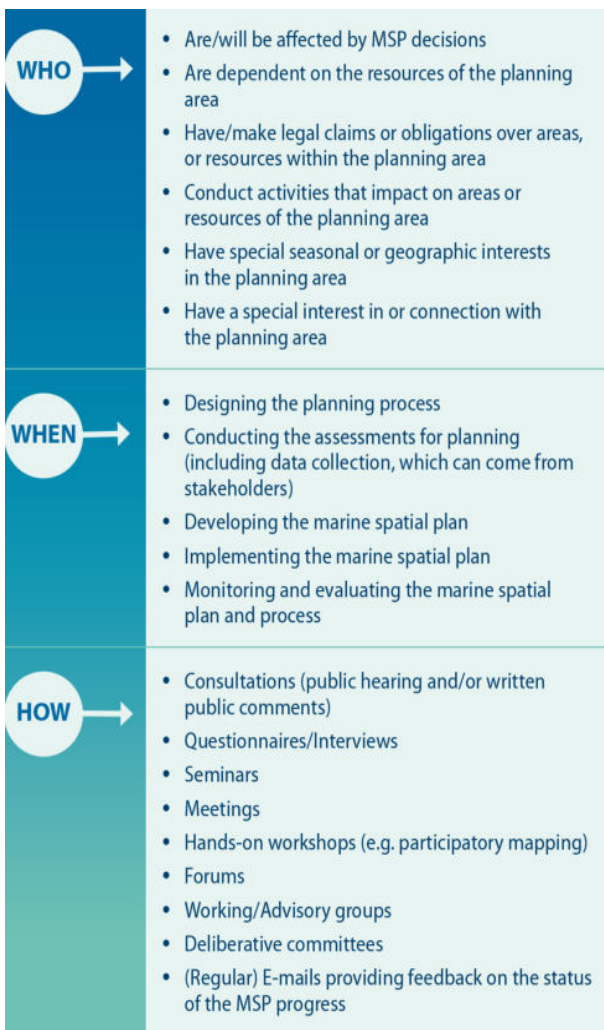 WHO
• Are/will be affected by MSP decisions
• Are dependent on the resources of the planning
area
• Have/make legal claims or obligations over areas,
or resources within the planning area
• Conduct activities that impact on areas or
resources of the planning area
• Have special seasonal or geographic interests
in the planning area
• Have a special interest in or connection with
the planning area
WHEN
• Designing the planning process
• Conducting the assessments for planning
(including data collection, which can come from
stakeholders)
• Developing the marine spatial plan
• Implementing the marine spatial plan
• Monitoring and evaluating the marine spatial
plan and process
HOW
• Consultations (public hearing and/or written
public comments)
• Questionnaires/Interviews
• Seminars
• Meetings
• Hands-on workshops (e.g. participatory mapping)
• Forums
• Working/Advisory groups
• Deliberative committees
• (Regular) E-mails providing feedback on the status
of the MSP progress